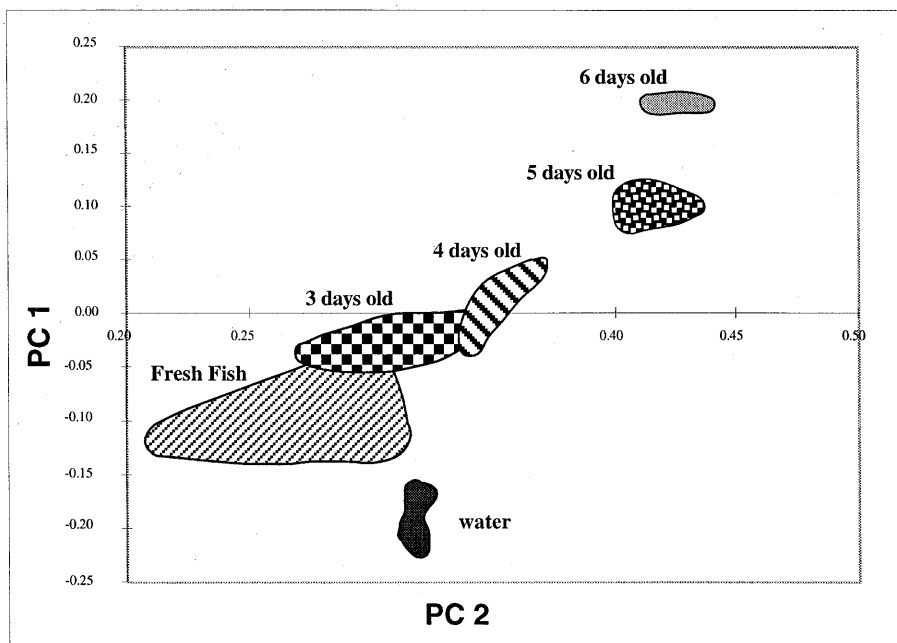 0.25
6 days old
0.20
5 days old
0.15
0.10
4 days old
0.05
3 days old
0.00
0.20 0.25 0.40 0.45 0.50
PC 1
-0.05
Fresh Fish
-0.10
-0.15
-0.20
water
-0.25
PC 2